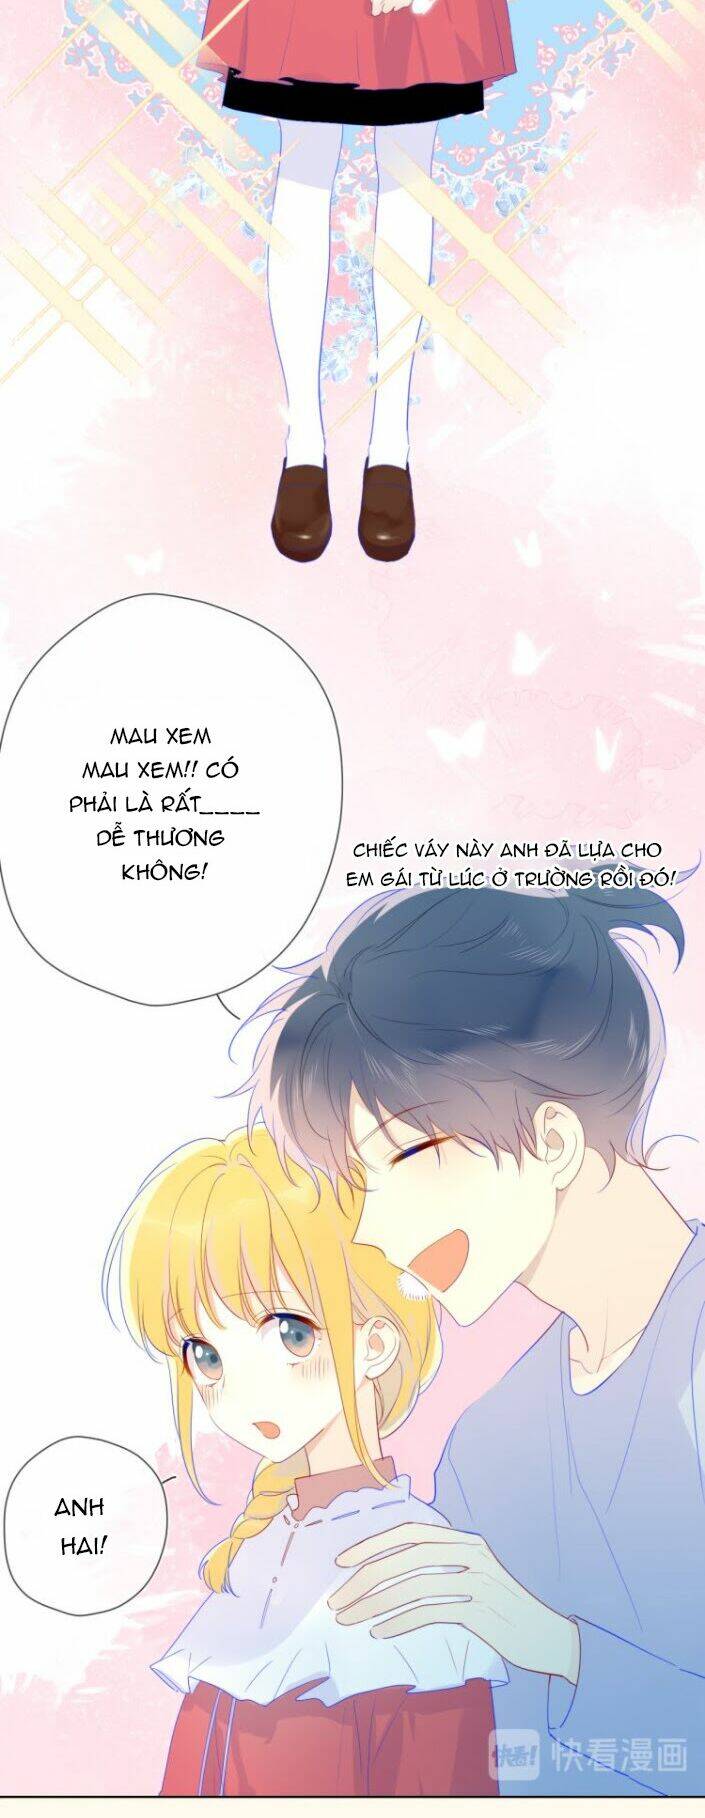 MAU XEM
MAU XEM!! CÓ
PHẢI LÀ RẤT____
DỄ THƯƠNG
KHÔNG!
CHIẾC VÁY NÀY ANH ĐÃ LỰA CHO
EM GÁI TỪ LÚC Ở TRƯỜNG RỒI ĐÓ!
ANH
HAI!
快看! 快看漫画